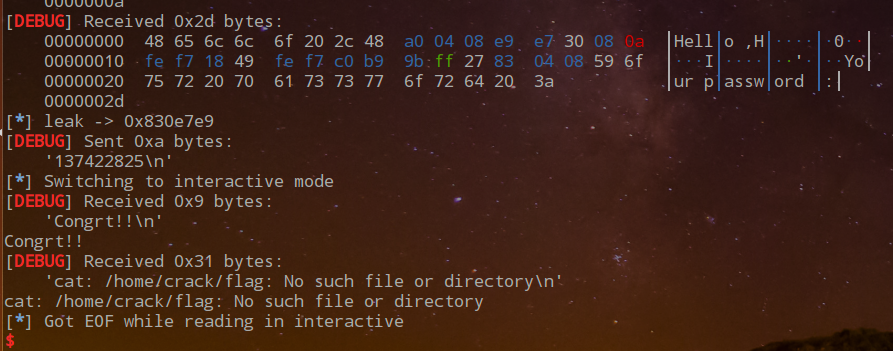 0000000a
[DEBUG] Received 0x2d bytes:
00000000 48 65 6c 6c 6f 20 2c 48 a0 04 08 e9 e7 30 08 0a │Hell│o ,H│····│·0··│
00000010 fe f7 18 49 fe f7 c0 b9 9b ff 27 83 04 08 59 6f │···I│····│··'·│··Yo│
00000020 75 72 20 70 61 73 73 77 6f 72 64 20 3a │ur p│assw│ord │:│
0000002d
[*] leak -> 0x830e7e9
[DEBUG] Sent 0xa bytes:
'137422825\n'
[*] Switching to interactive mode
[DEBUG] Received 0x9 bytes:
'Congrt!!\n'
Congrt!!
[DEBUG] Received 0x31 bytes:
'cat: /home/crack/flag: No such file or directory\n'
cat: /home/crack/flag: No such file or directory
[*] Got EOF while reading in interactive
$